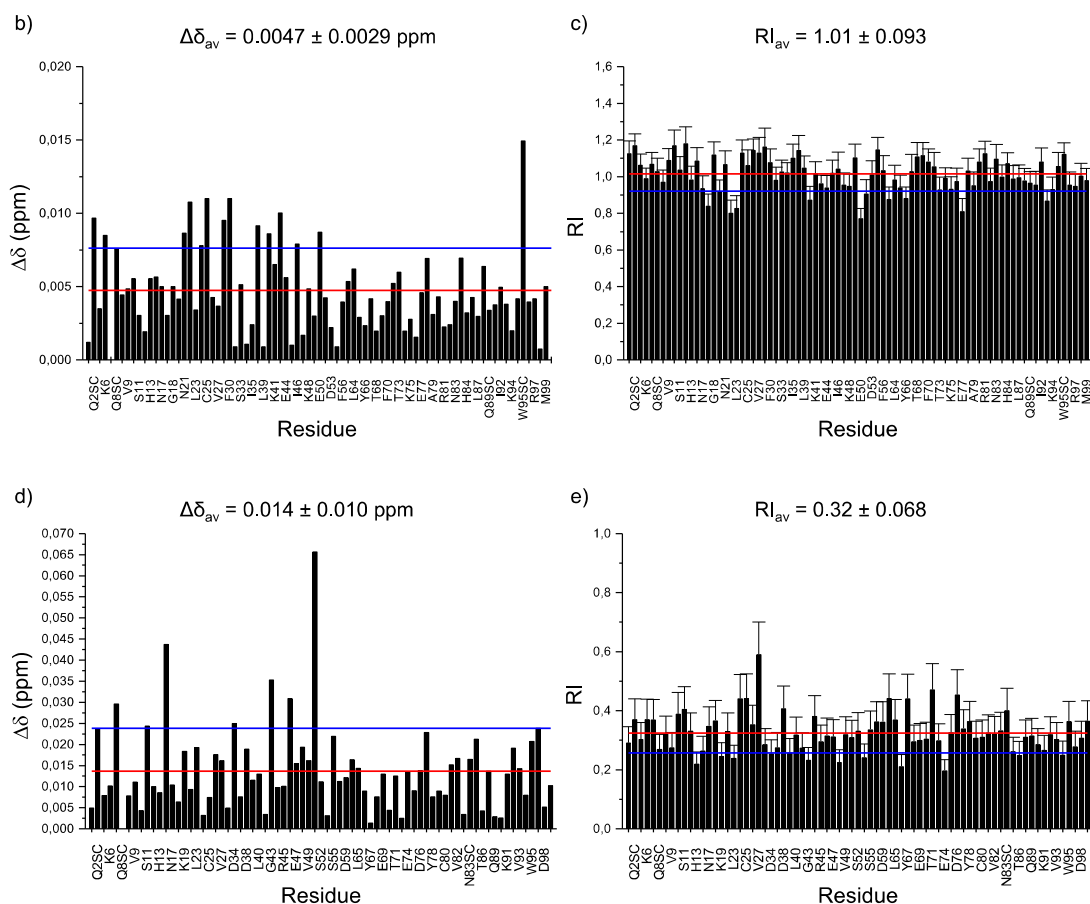 b)
Δδav = 0.0047 ± 0.0029 ppm
0,020
0,015
0,010
0,005
0,000
Δδ (ppm)
Q2SC K6 Q8SC V9 S11 H13 N17 G18 N21 L23 C25 V27 F30 S33 I35 L39 K41 E44 I46 K48 E50 D53 F56 L64 Y66 T68 F70 T73 K75 E77 A79 R81 N83 H84 L87 Q89SC I92 K94 W95SC R97 M99
Residue
c)
RIav = 1.01 ± 0.093
1,6
1,4
1,2
1,0
0,8
0,6
0,4
0,2
0,0
RI
Q2SC K6 Q8SC V9 S11 H13 N17 G18 N21 L23 C25 V27 F30 S33 I35 L39 K41 E44 I46 K48 E50 D53 F56 L64 Y66 T68 F70 T73 K75 E77 A79 R81 N83 H84 L87 Q89SC I92 K94 W95SC R97 M99
Residue
d)
Δδav = 0.014 ± 0.010 ppm
0,070
0,065
0,060
0,055
0,050
0,045
0,040
0,035
0,030
0,025
0,020
0,015
0,010
0,005
0,000
Δδ (ppm)
Q2SC K6 Q8SC V9 S11 H13 N17 K19 L23 C25 V27 D34 D38 L40 G43 R45 E47 V49 S52 S55 D59 L65 Y67 E69 T71 E74 D76 Y78 C80 V82 N83SC T86 Q89 K91 V93 W95 D98
Residue
e)
RIav = 0.32 ± 0.068
1,0
0,8
0,6
0,4
0,2
0,0
RI
Q2SC K6 Q8SC V9 S11 H13 N17 K19 L23 C25 V27 D34 D38 L40 G43 R45 E47 V49 S52 S55 D59 L65 Y67 E69 T71 E74 D76 Y78 C80 V82 N83SC T86 Q89 K91 V93 W95 D98
Residue